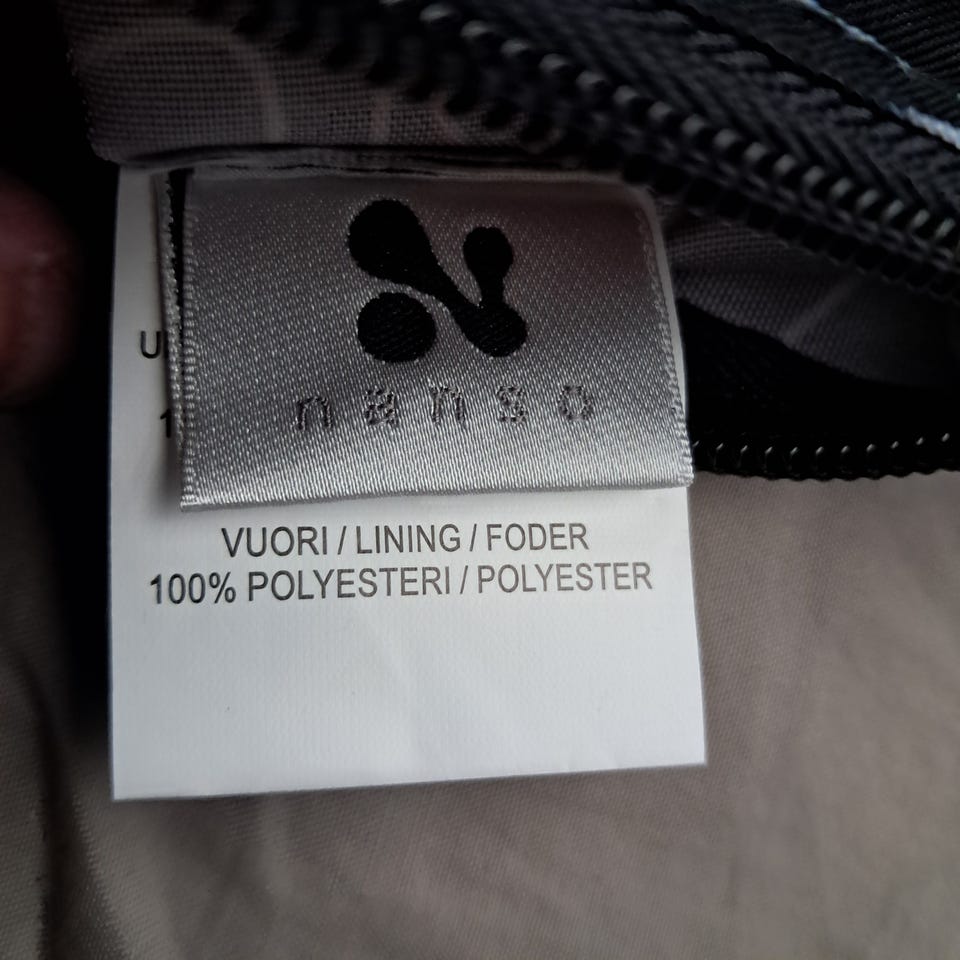 nanso
VUORI / LINING / FODER
100% POLYESTERI / POLYESTER